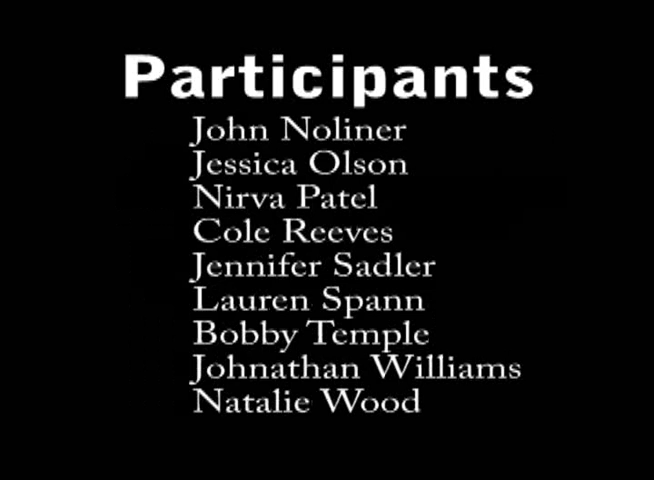 Participants
John Noliner
Jessica Olson
Nirva Patel
Cole Reeves
Jennifer Sadler
Lauren Spann
Bobby Temple
Johnathan Williams
Natalie Wood